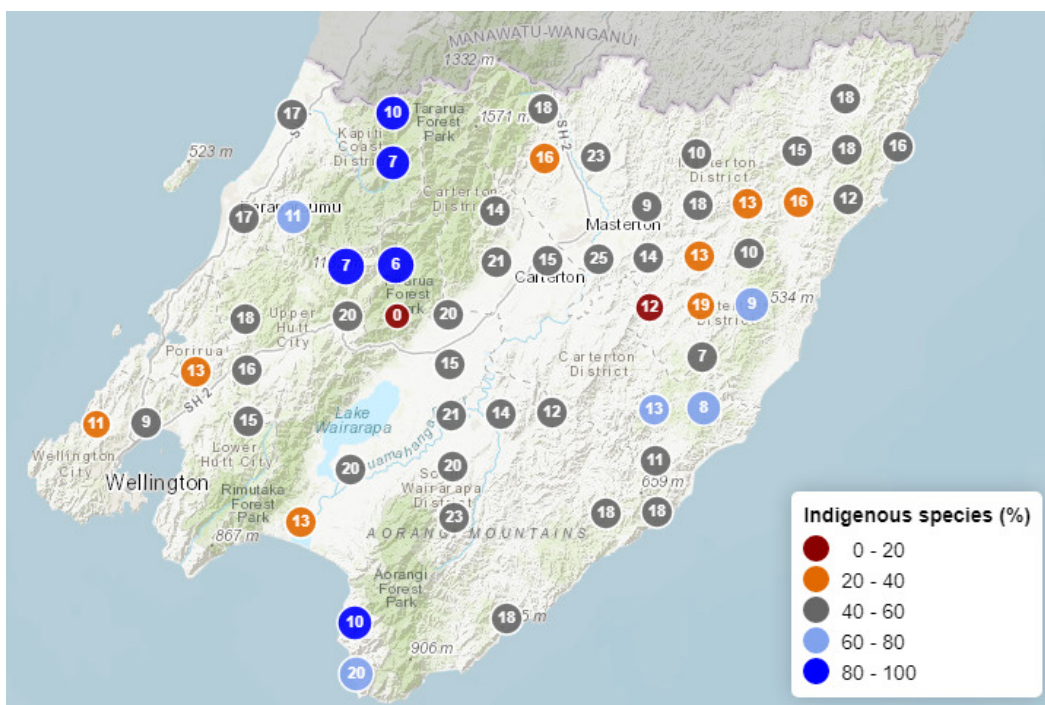 MANAWATU-WANGANUI
1332 m
18
17
10
Tararua
Forest
Park
1571 m
18
SH 2
Kapiti
Coast
523 m
7
16
23
10
15
18
16
District
Carterton
17
11
14
9
18
13
16
12
Masterton
7
6
21
15
25
14
13
10
Carterton
Forest
18
Upper
Hutt
City
20
0
20
12
19
9
534 m
Porirua
13
16
15
Carterton
District
7
SH 2
11
9
15
Lake
Wairarapa
21
14
12
13
8
Wellington
City
Lower
Hutt City
Wellington
20
20
11
659 m
Rimutaka
Forest
Park
Wairarapa
District
13
867 m
23
18
18
AORANGI MOUNTAINS
Aorangi
Forest
Park
10
18
906 m
20
Indigenous species (%)
0 - 20
20 - 40
40 - 60
60 - 80
80 - 100